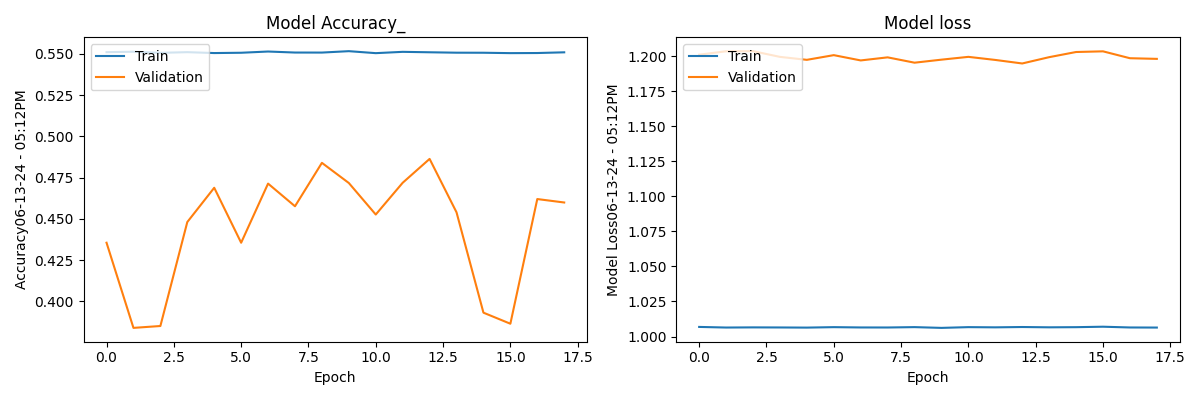 Model Accuracy_
Accuracy06-13-24 - 05:12PM
0.550
0.525
0.500
0.475
0.450
0.425
0.400
Train
Validation
0.0 2.5 5.0 7.5 10.0 12.5 15.0 17.5
Epoch
Model loss
Model Loss06-13-24 - 05:12PM
1.200
1.175
1.150
1.125
1.100
1.075
1.050
1.025
1.000
Train
Validation
0.0 2.5 5.0 7.5 10.0 12.5 15.0 17.5
Epoch